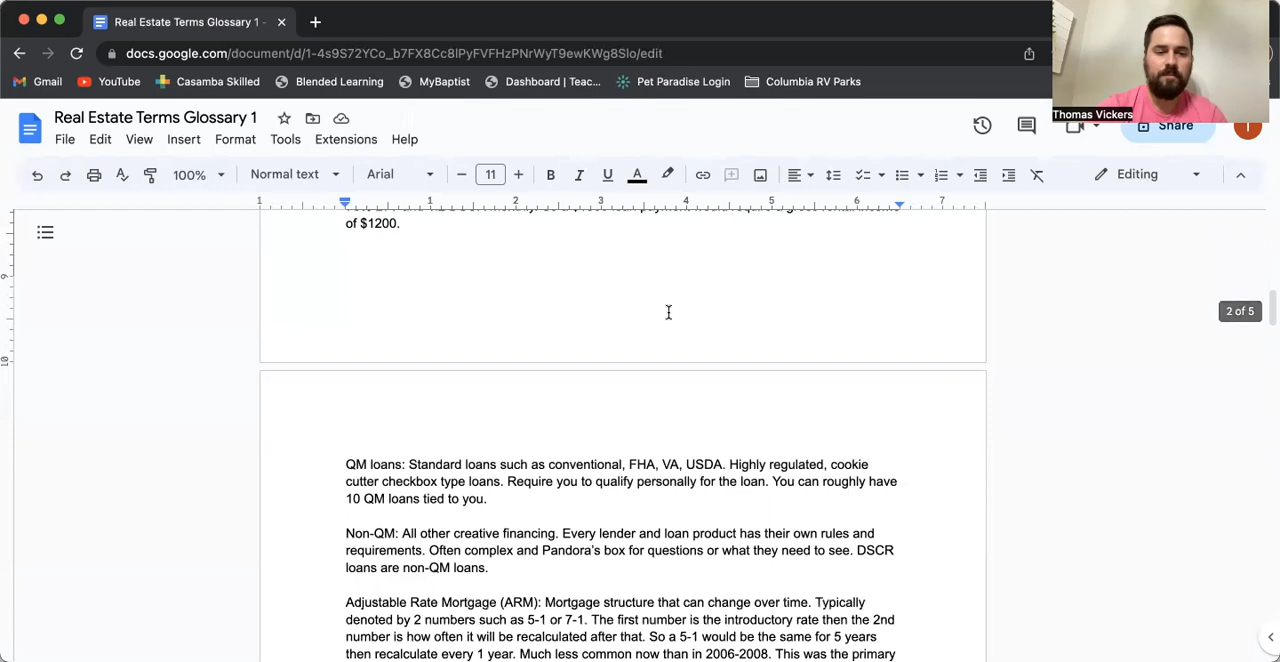 Real Estate Terms Glossary 1 -
docs.google.com/document/d/1-4s9S72YCo_b7FX8Cc8lPyFVFHzPNrWyT9ewKWg8Slo/edit
Gmail YouTube Casamba Skilled Blended Learning MyBaptist Dashboard | Teac... Pet Paradise Login Columbia RV Parks
Thomas Vickers
Real Estate Terms Glossary 1
Share
T
File Edit View Insert Format Tools Extensions Help
100% Normal text Arial 11 B I U A Editing
1 1 2 3 4 5 6 7
of $1200.
2 of 5
9
10
QM loans: Standard loans such as conventional, FHA, VA, USDA. Highly regulated, cookie
cutter checkbox type loans. Require you to qualify personally for the loan. You can roughly have
10 QM loans tied to you.
Non-QM: All other creative financing. Every lender and loan product has their own rules and
requirements. Often complex and Pandora's box for questions or what they need to see. DSCR
loans are non-QM loans.
Adjustable Rate Mortgage (ARM): Mortgage structure that can change over time. Typically
denoted by 2 numbers such as 5-1 or 7-1. The first number is the introductory rate then the 2nd
number is how often it will be recalculated after that. So a 5-1 would be the same for 5 years
then recalculate every 1 year. Much less common now than in 2006-2008. This was the primary